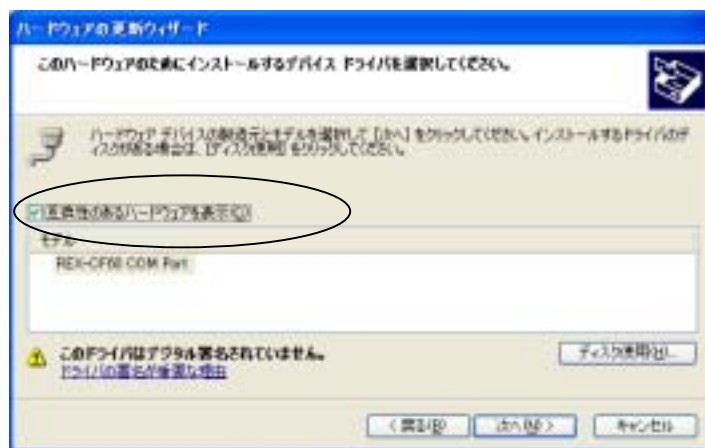 ハードウェアの更新ウィザード
このハードウェアのためにインストールするデバイス ドライバを選択してください。
ハードウェア デバイスの製造元とモデルを選択して [次へ] をクリックしてください。インストールするドライバのデ
ィスクがある場合は、[ディスク使用] をクリックしてください。
互換性のあるハードウェアを表示(C)
モデル
REX-CF60 COM Port
このドライバはデジタル署名されていません。
ドライバの署名が重要な理由
ディスク使用(H)...
< 戻る(B)
次へ(N) >
キャンセル